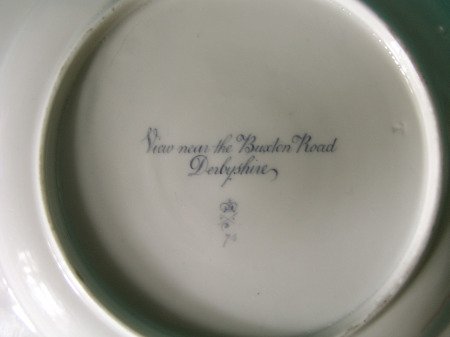 View near the Buxton Road
Derbyshire